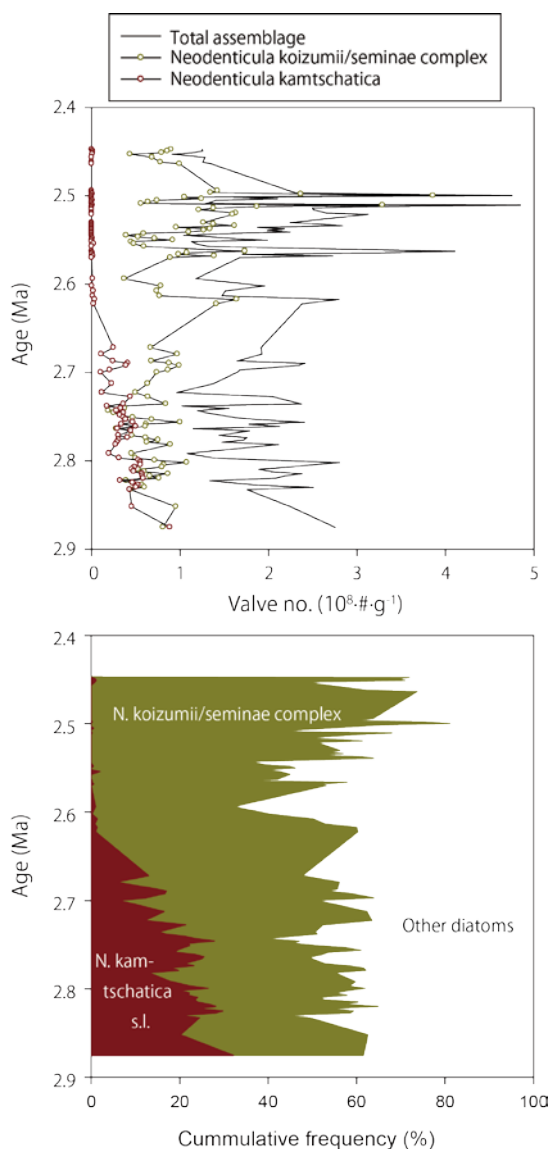 Total assemblage
Neodenticula koizumii/seminae complex
Neodenticula kamtschatica
2.4
2.5
2.6
2.7
2.8
2.9
Age (Ma)
0 1 2 3 4 5
Valve no. (10⁸·#·g⁻¹)
2.4
2.5
2.6
2.7
2.8
2.9
Age (Ma)
N. koizumii/seminae complex
Other diatoms
N. kam-
tschatica
s.l.
0 20 40 60 80 100
Cummulative frequency (%)